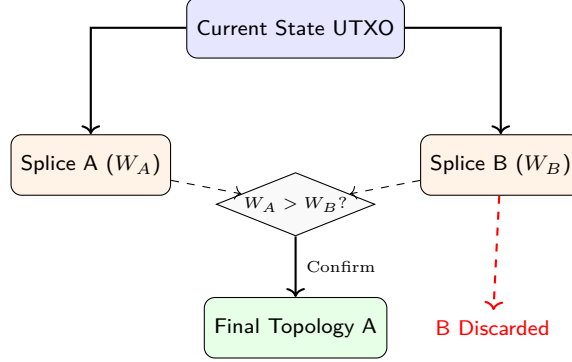 Current State UTXO
Splice A (W_A)
Splice B (W_B)
W_A > W_B?
Confirm
Final Topology A
B Discarded